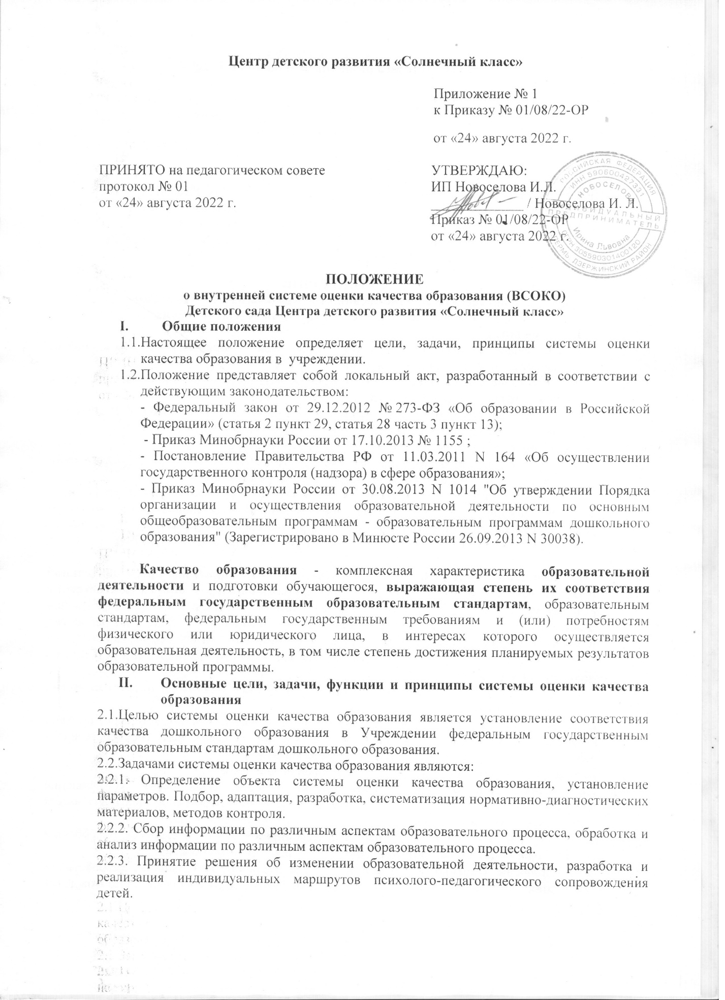 Центр детского развития «Солнечный класс»
Приложение № 1
к Приказу № 01/08/22-ОР
от «24» августа 2022 г.
ПРИНЯТО на педагогическом совете
протокол № 01
от «24» августа 2022 г.
УТВЕРЖДАЮ:
ИП Новоселова И.Л.
_____________ / Новоселова И. Л.
Приказ № 01/08/22-ОР
от «24» августа 2022 г.
РОССИЙСКАЯ ФЕДЕРАЦИЯ
ИНН 590600427331
НОВОСЕЛОВА
ИНДИВИДУАЛЬНЫЙ
ПРЕДПРИНИМАТЕЛЬ
Ирина Львовна
ОГРН 305590301400120
ПЕРМЬ ДЗЕРЖИНСКИЙ РАЙОН
ПОЛОЖЕНИЕ
о внутренней системе оценки качества образования (ВСОКО)
Детского сада Центра детского развития «Солнечный класс»
I. Общие положения
1.1.Настоящее положение определяет цели, задачи, принципы системы оценки
качества образования в учреждении.
1.2.Положение представляет собой локальный акт, разработанный в соответствии с
действующим законодательством:
- Федеральный закон от 29.12.2012 № 273-ФЗ «Об образовании в Российской
Федерации» (статья 2 пункт 29, статья 28 часть 3 пункт 13);
- Приказ Минобрнауки России от 17.10.2013 № 1155 ;
- Постановление Правительства РФ от 11.03.2011 N 164 «Об осуществлении
государственного контроля (надзора) в сфере образования»;
- Приказ Минобрнауки России от 30.08.2013 N 1014 "Об утверждении Порядка
организации и осуществления образовательной деятельности по основным
общеобразовательным программам - образовательным программам дошкольного
образования" (Зарегистрировано в Минюсте России 26.09.2013 N 30038).
Качество образования - комплексная характеристика образовательной
деятельности и подготовки обучающегося, выражающая степень их соответствия
федеральным государственным образовательным стандартам, образовательным
стандартам, федеральным государственным требованиям и (или) потребностям
физического или юридического лица, в интересах которого осуществляется
образовательная деятельность, в том числе степень достижения планируемых результатов
образовательной программы.
II. Основные цели, задачи, функции и принципы системы оценки качества
образования
2.1.Целью системы оценки качества образования является установление соответствия
качества дошкольного образования в Учреждении федеральным государственным
образовательным стандартам дошкольного образования.
2.2.Задачами системы оценки качества образования являются:
2.2.1. Определение объекта системы оценки качества образования, установление
параметров. Подбор, адаптация, разработка, систематизация нормативно-диагностических
материалов, методов контроля.
2.2.2. Сбор информации по различным аспектам образовательного процесса, обработка и
анализ информации по различным аспектам образовательного процесса.
2.2.3. Принятие решения об изменении образовательной деятельности, разработка и
реализация индивидуальных маршрутов психолого-педагогического сопровождения
детей.